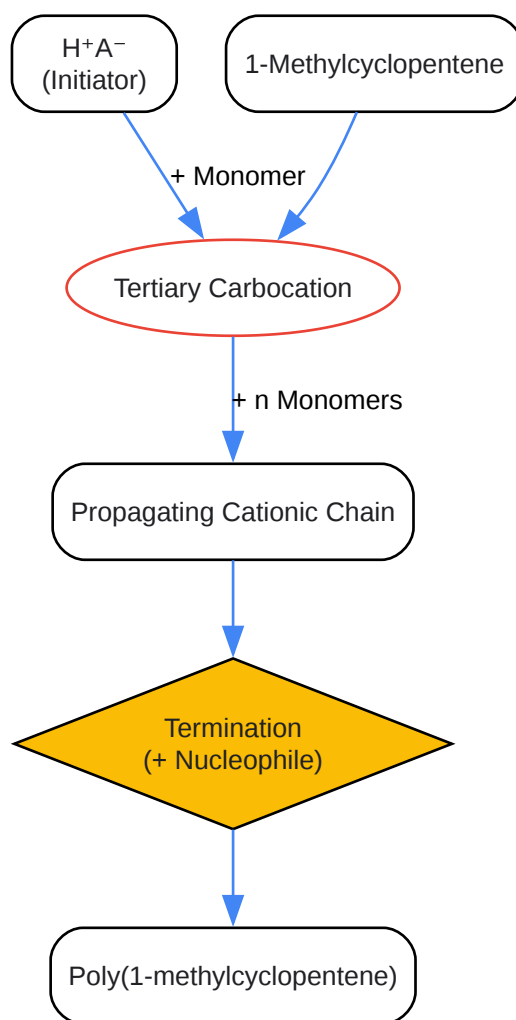 H⁺A⁻
(Initiator)
1-Methylcyclopentene
+ Monomer
Tertiary Carbocation
+ n Monomers
Propagating Cationic Chain
Termination
(+ Nucleophile)
Poly(1-methylcyclopentene)